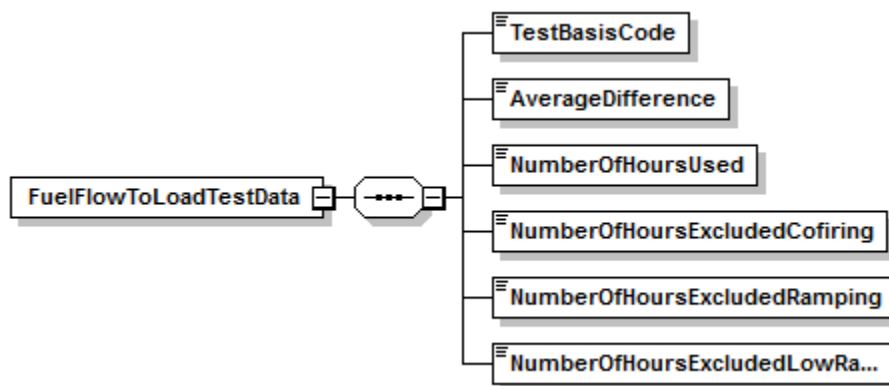 TestBasisCode
AverageDifference
NumberOfHoursUsed
FuelFlowToLoadTestData
NumberOfHoursExcludedCofiring
NumberOfHoursExcludedRamping
NumberOfHoursExcludedLowRa...